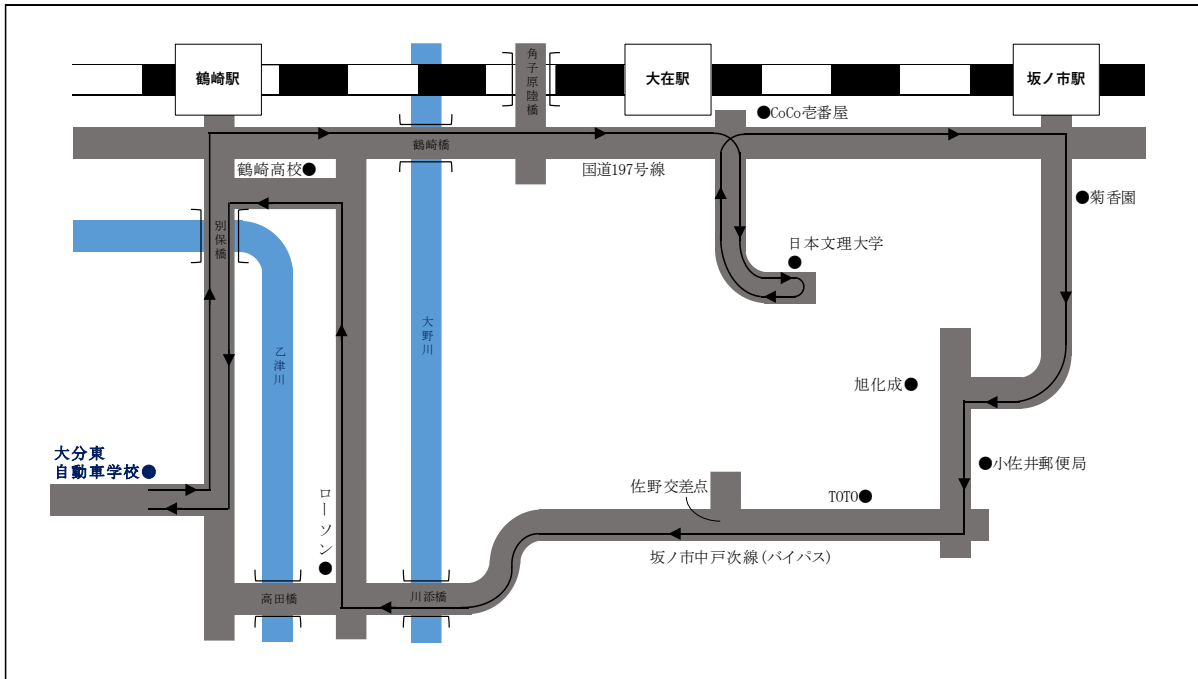 鶴崎駅
角子原陸橋
大在駅
坂ノ市駅
CoCo壱番屋
鶴崎橋
鶴崎高校
国道197号線
菊香園
別保橋
日本文理大学
大野川
乙津川
旭化成
大分東
自動車学校
小佐井郵便局
佐野交差点
TOTO
ローソン
坂ノ市中戸次線(バイパス)
高田橋
川添橋